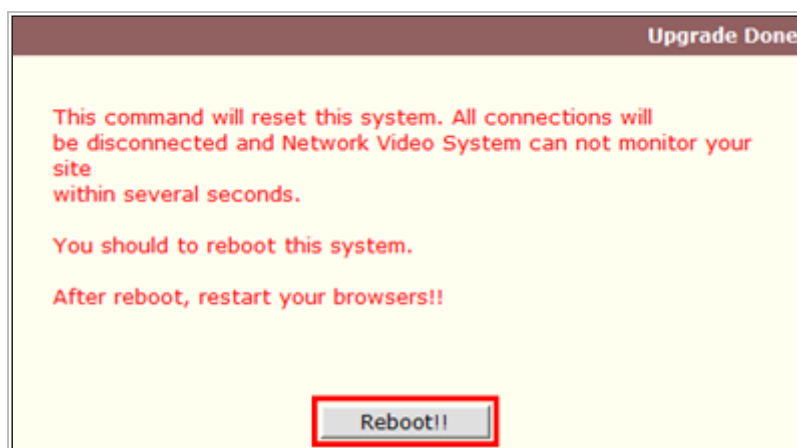 Upgrade Done
This command will reset this system. All connections will
be disconnected and Network Video System can not monitor your
site
within several seconds.
You should to reboot this system.
After reboot, restart your browsers!!
Reboot!!